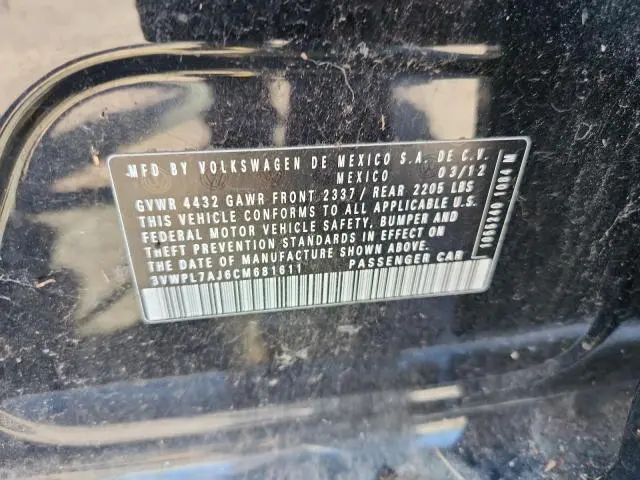 MFD BY VOLKSWAGEN DE MEXICO S.A. DE C.V.
MEXICO 03/12
GVWR 4432 GAWR FRONT 2337/ REAR 2205 LBS
THIS VEHICLE CONFORMS TO ALL APPLICABLE U.S.
FEDERAL MOTOR VEHICLE SAFETY, BUMPER AND
THEFT PREVENTION STANDARDS IN EFFECT ON
THE DATE OF MANUFACTURE SHOWN ABOVE.
3VWPL7AJ6CM681611 PASSENGER CAR